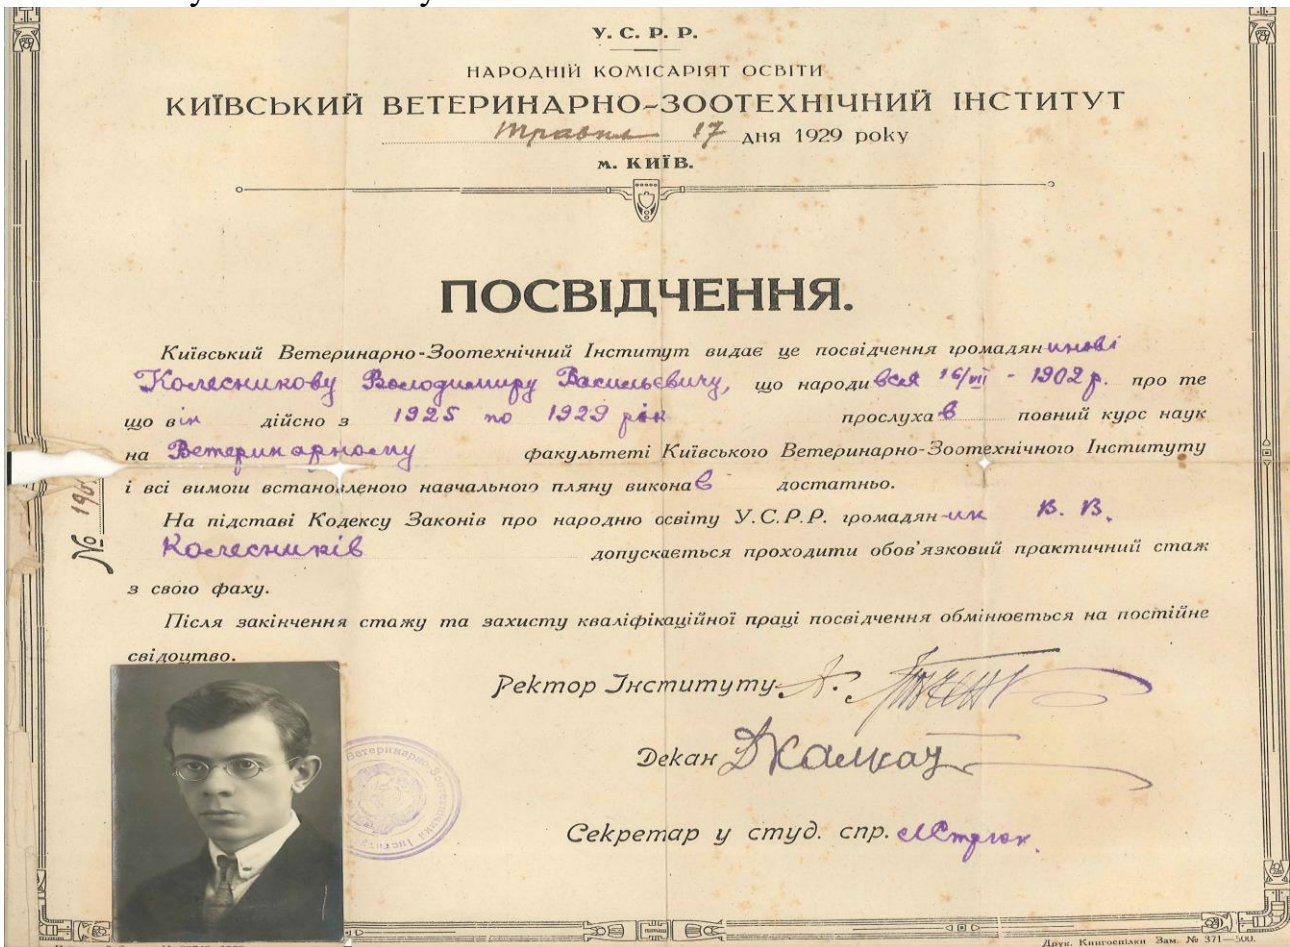 У. С. Р. Р.
НАРОДНІЙ КОМІСАРІЯТ ОСВІТИ
КИЇВСЬКИЙ ВЕТЕРИНАРНО-ЗООТЕХНІЧНИЙ ІНСТИТУТ
Травня 17 дня 1929 року
м. КИЇВ.
ПОСВІДЧЕННЯ.
Київський Ветеринарно-Зоотехнічний Інститут видає це посвідчення громадянинові
Колесникову Володимиру Васильевичу, що народився 16/VII - 1902 р. про те
що він дійсно з 1925 по 1929 рік прослухав повний курс наук
на Ветеринарному факультеті Київського Ветеринарно-Зоотехнічного Інституту
і всі вимоги встановленого навчального пляну виконав достатньо.
№
На підставі Кодексу Законів про народню освіту У.С.Р.Р. громадян-ин В. В.
Колесників допускається проходити обов'язковий практичний стаж
з свого фаху.
Після закінчення стажу та захисту кваліфікаційної праці посвідчення обмінюється на постійне
свідоцтво.
Ректор Інституту А.
Декан
Секретар у студ. спр.
Ветеринарно-Зоотехнічний Інститут
Друк. Книгоспілки Зам. № 371—500.